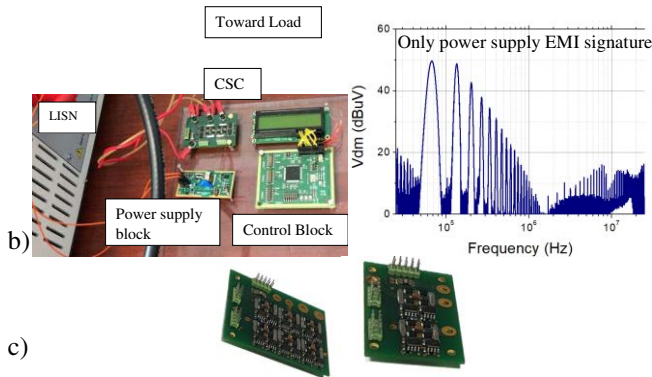 Toward Load
CSC
LISN
Power supply
block
Control Block
b)
Only power supply EMI signature
60
40
20
0
Vdm (dBuV)
10^5
10^6
10^7
Frequency (Hz)
c)